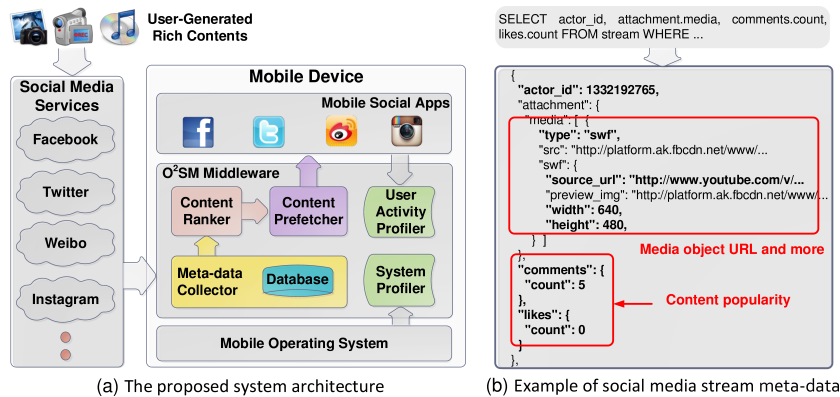 User-Generated
Rich Contents
Social Media
Services
Facebook
Twitter
Weibo
Instagram
Mobile Device
Mobile Social Apps
O²SM Middleware
Content
Ranker
Content
Prefetcher
User
Activity
Profiler
Meta-data
Collector
Database
System
Profiler
Mobile Operating System
(a) The proposed system architecture
SELECT actor_id, attachment.media, comments.count,
likes.count FROM stream WHERE ...
{
"actor_id": 1332192765,
"attachment": {
"media": [ {
"type": "swf",
"src": "http://platform.ak.fbcdn.net/www/...
"swf": {
"source_url": "http://www.youtube.com/v/...
"preview_img": "http://platform.ak.fbcdn.net/www/...
"width": 640,
"height": 480,
} ]
Media object URL and more
},
"comments": {
"count": 5
Content popularity
},
"likes": {
"count": 0
}
},
(b) Example of social media stream meta-data